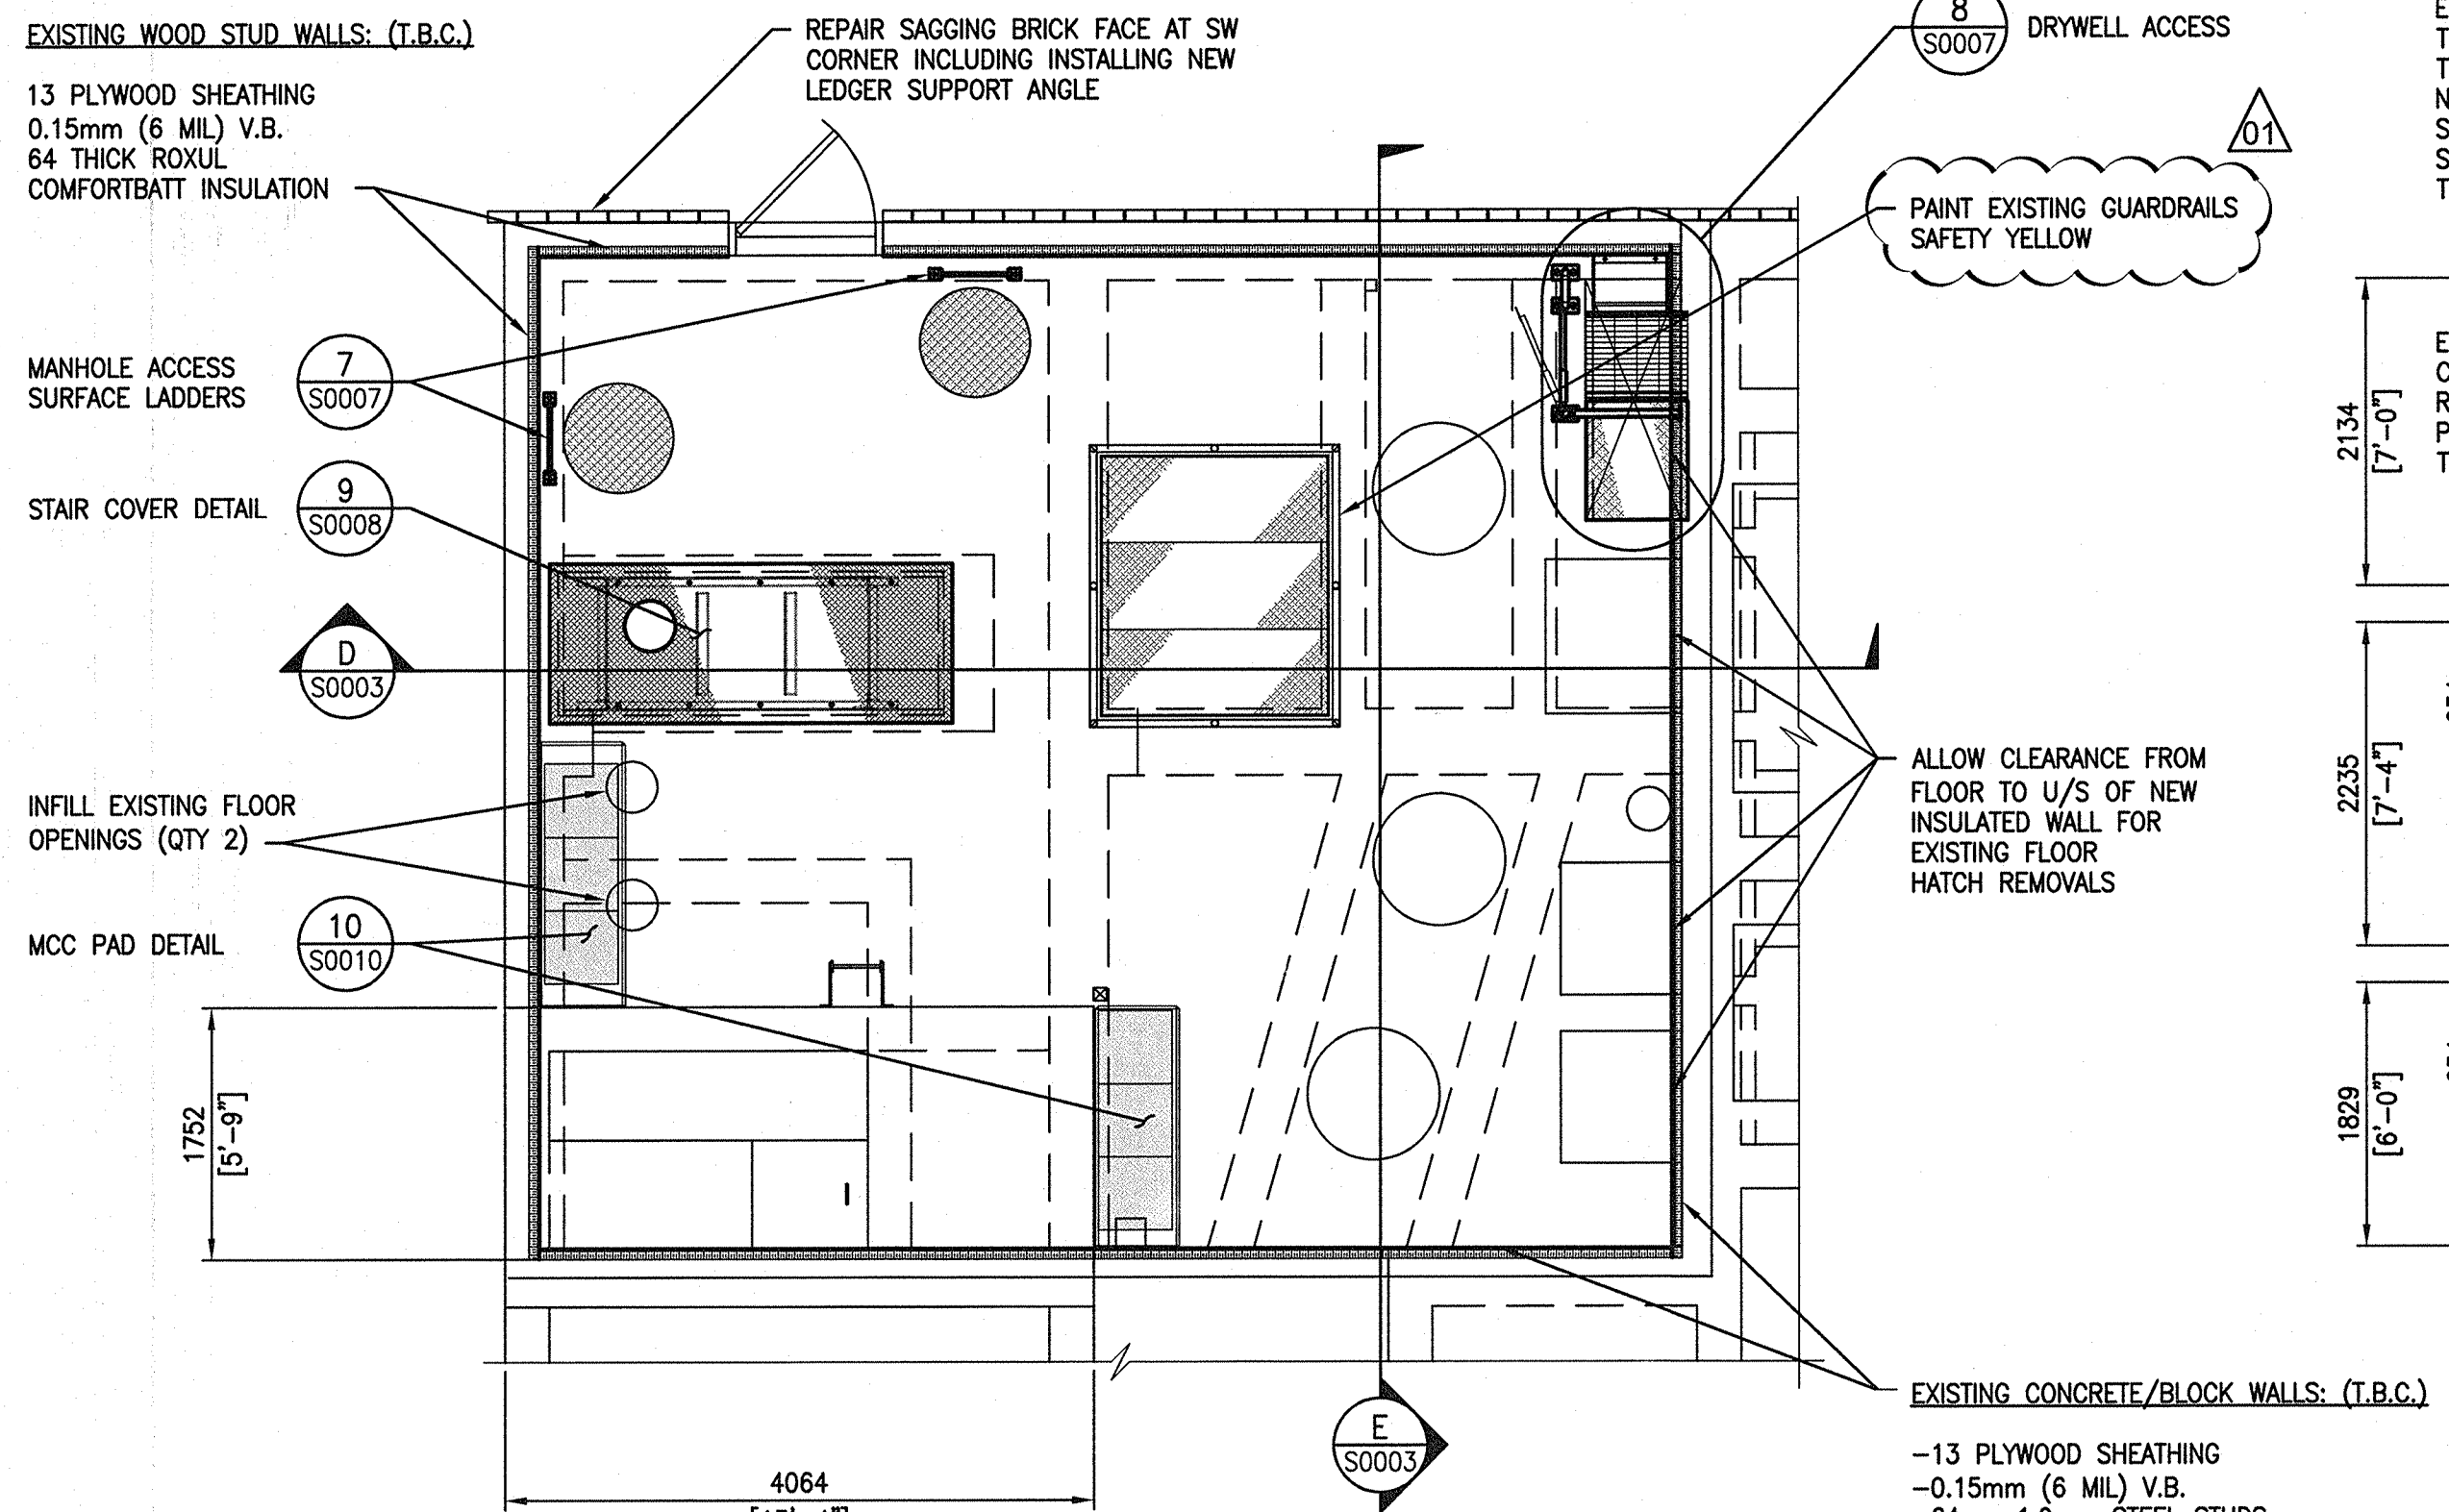 EXISTING WOOD STUD WALLS: (T.B.C.)
13 PLYWOOD SHEATHING
0.15mm (6 MIL) V.B.
64 THICK ROXUL
COMFORTBATT INSULATION
REPAIR SAGGING BRICK FACE AT SW
CORNER INCLUDING INSTALLING NEW
LEDGER SUPPORT ANGLE
8
S0007
DRYWELL ACCESS
01
PAINT EXISTING GUARDRAILS
SAFETY YELLOW
MANHOLE ACCESS
SURFACE LADDERS
7
S0007
STAIR COVER DETAIL
9
S0008
D
S0003
INFILL EXISTING FLOOR
OPENINGS (QTY 2)
MCC PAD DETAIL
10
S0010
ALLOW CLEARANCE FROM
FLOOR TO U/S OF NEW
INSULATED WALL FOR
EXISTING FLOOR
HATCH REMOVALS
2134
[7'-0"]
2235
[7'-4"]
1829
[6'-0"]
1752
[5'-9"]
4064
E
S0003
EXISTING CONCRETE/BLOCK WALLS: (T.B.C.)
-13 PLYWOOD SHEATHING
-0.15mm (6 MIL) V.B.